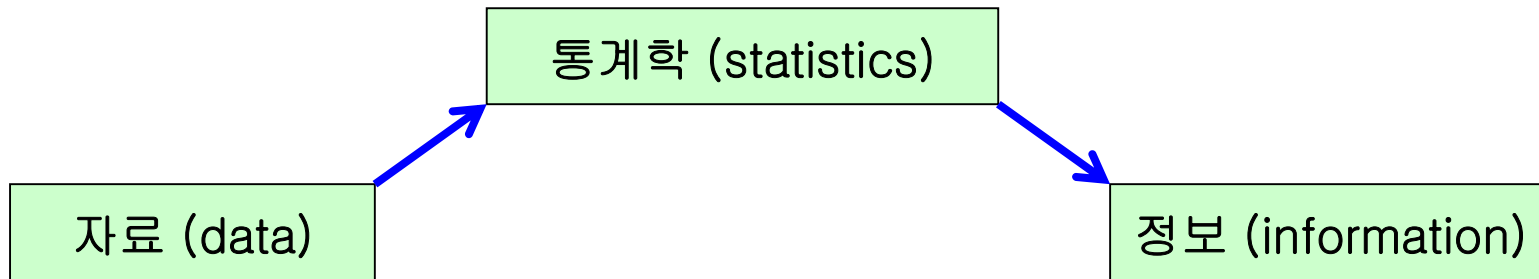 통계학 (statistics)
자료 (data)
정보 (information)